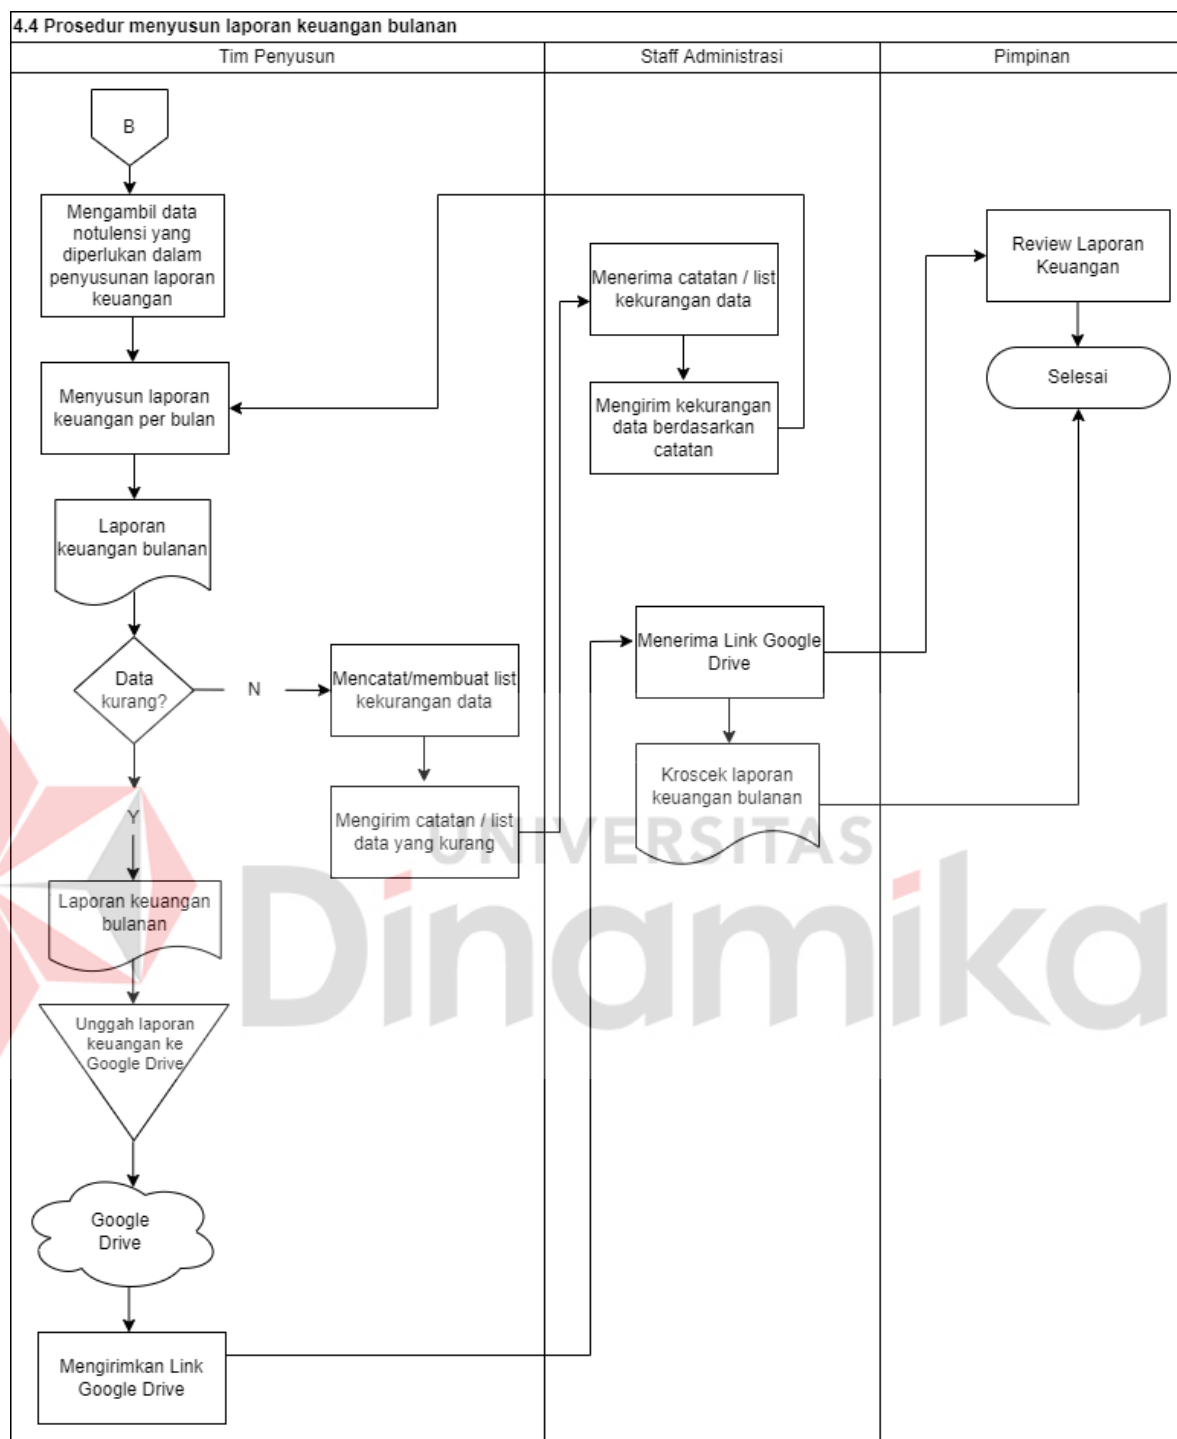 4.4 Prosedur menyusun laporan keuangan bulanan
Tim Penyusun
Staff Administrasi
Pimpinan
B
Mengambil data
notulensi yang
diperlukan dalam
penyusunan laporan
keuangan
Menyusun laporan
keuangan per bulan
Laporan
keuangan bulanan
Data
kurang?
N
Mencatat/membuat list
kekurangan data
Mengirim catatan / list
data yang kurang
Y
Laporan keuangan
bulanan
Unggah laporan
keuangan ke
Google Drive
Google
Drive
Mengirimkan Link
Google Drive
Menerima catatan / list
kekurangan data
Mengirim kekurangan
data berdasarkan
catatan
Menerima Link Google
Drive
Kroscek laporan
keuangan bulanan
Review Laporan
Keuangan
Selesai
UNIVERSITAS
Dinamika